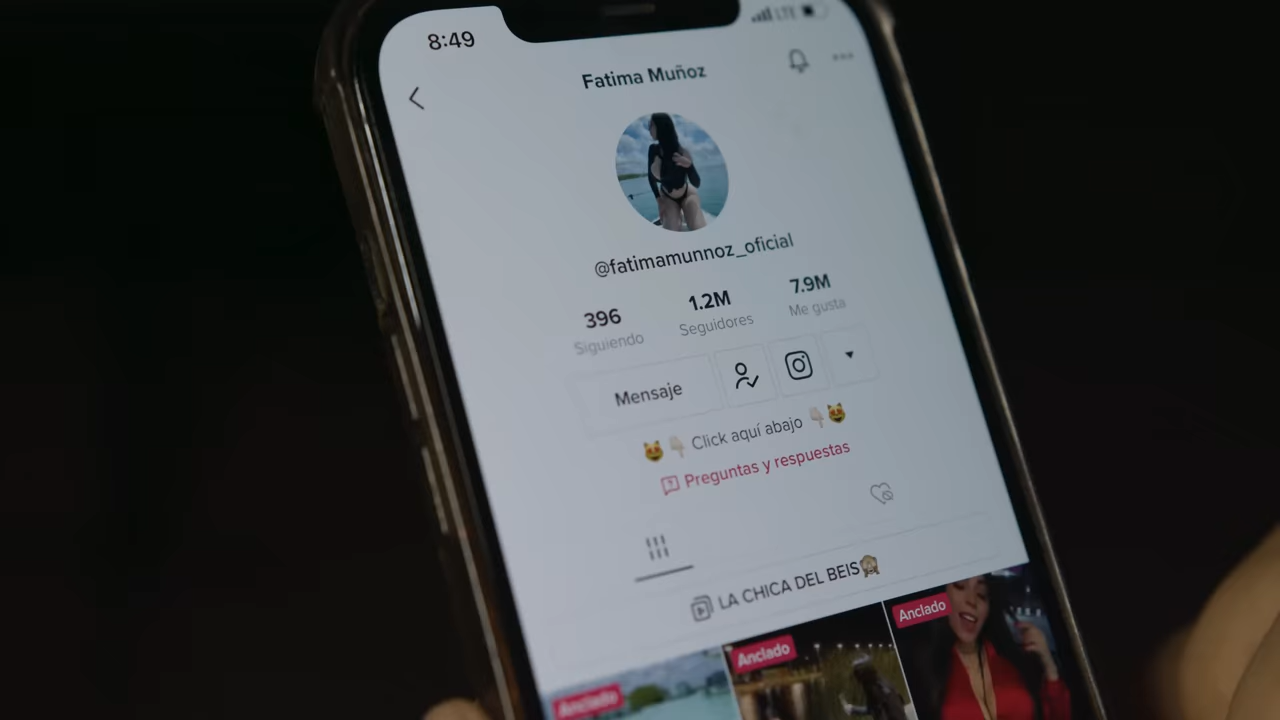 8:49
LTE
Fatima Muñoz
@fatimamunnoz_oficial
396 1.2M 7.9M
Siguiendo Seguidores Me gusta
Mensaje
😻👇🏻 Click aquí abajo 👇🏻😻
Preguntas y respuestas
LA CHICA DEL BEIS🙈
Anclado Anclado Anclado